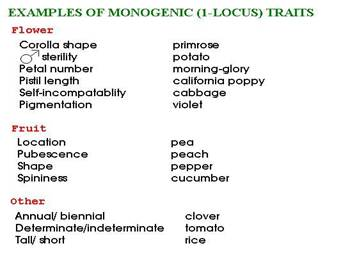 EXAMPLES OF MONOGENIC (1-LOCUS) TRAITS
Flower
Corolla shape primrose
♂ sterility potato
Petal number morning-glory
Pistil length california poppy
Self-incompatablity cabbage
Pigmentation violet
Fruit
Location pea
Pubescence peach
Shape pepper
Spininess cucumber
Other
Annual/ biennial clover
Determinate/indeterminate tomato
Tall/ short rice